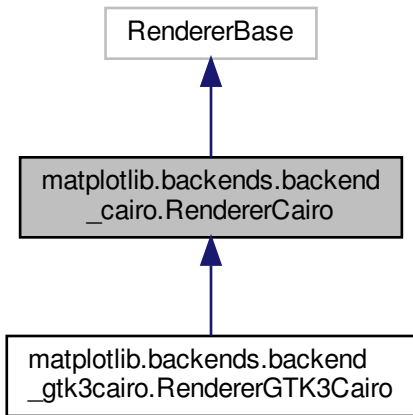 RendererBase
matplotlib.backends.backend
_cairo.RendererCairo
matplotlib.backends.backend
_gtk3cairo.RendererGTK3Cairo